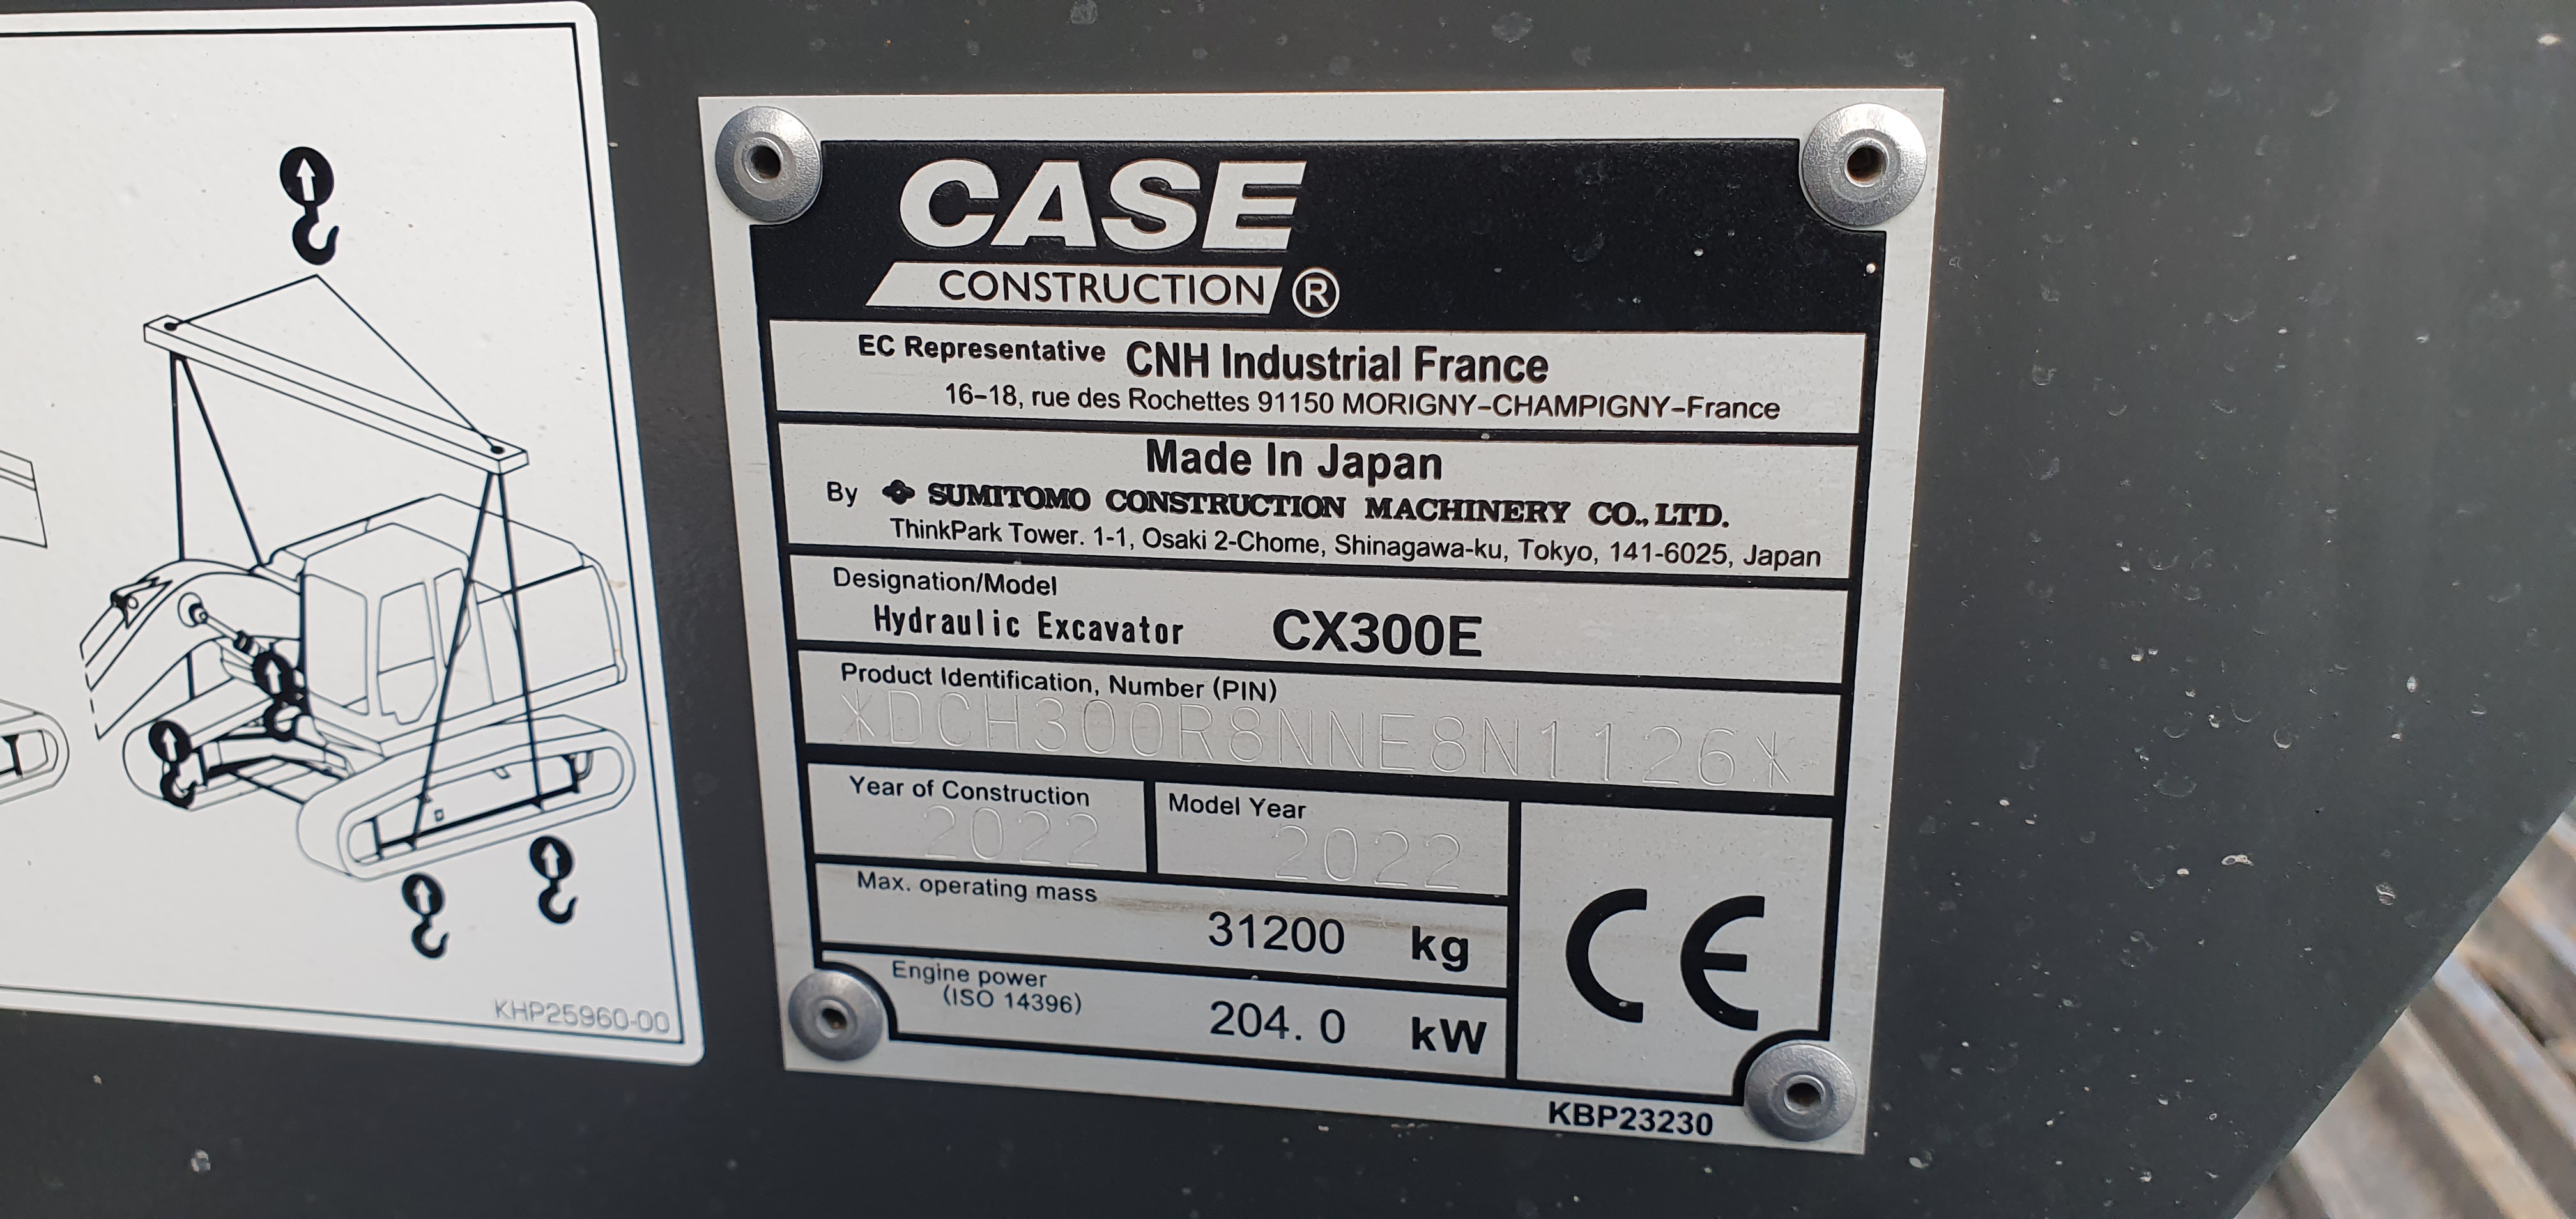 CASE
CONSTRUCTION ®
EC Representative CNH Industrial France
16-18, rue des Rochettes 91150 MORIGNY-CHAMPIGNY-France
Made In Japan
By SUMITOMO CONSTRUCTION MACHINERY CO., LTD.
ThinkPark Tower. 1-1, Osaki 2-Chome, Shinagawa-ku, Tokyo, 141-6025, Japan
Designation/Model
Hydraulic Excavator CX300E
Product Identification, Number (PIN)
*DCH300R8NNE8N1126*
Year of Construction
2022
Model Year
2022
Max. operating mass
31200 kg
Engine power
(ISO 14396)
204. 0 kW
CE
KBP23230
KHP25960-00